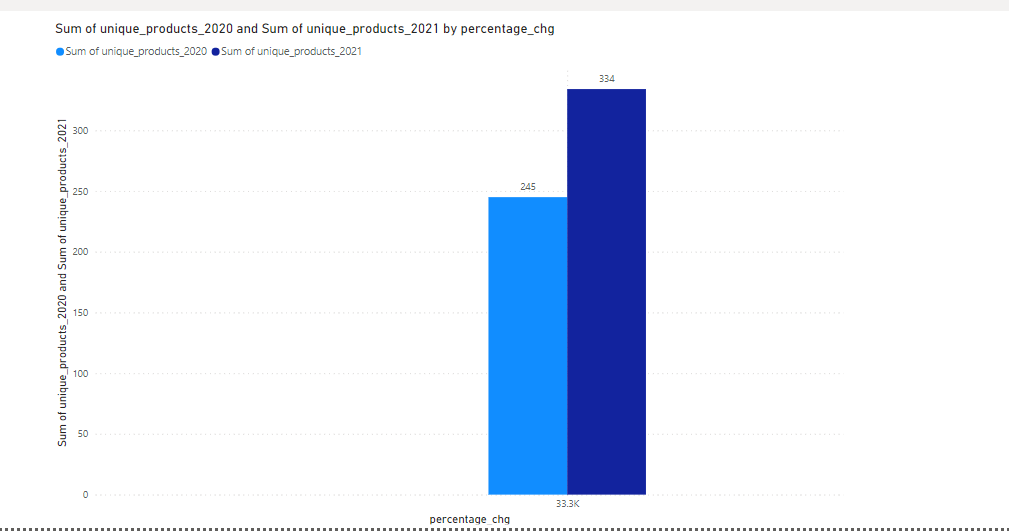 Sum of unique_products_2020 and Sum of unique_products_2021 by percentage_chg
Sum of unique_products_2020 Sum of unique_products_2021
Sum of unique_products_2020 and Sum of unique_products_2021
334
300
245
250
200
150
100
50
0
33.3K
percentage_chg